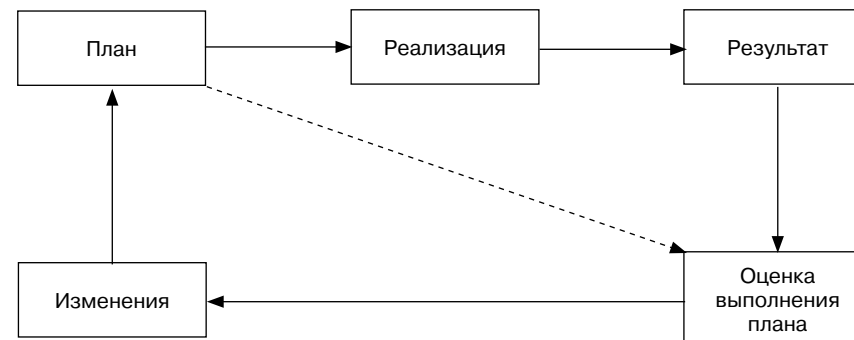 План
Реализация
Результат
Изменения
Оценка
выполнения
плана